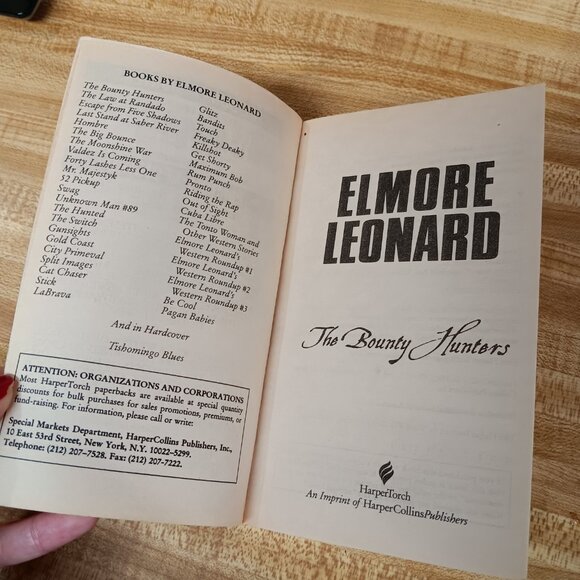 BOOKS BY ELMORE LEONARD
The Bounty Hunters
The Law at Randado
Escape from Five Shadows
Last Stand at Saber River
Hombre
The Big Bounce
The Moonshine War
Valdez Is Coming
Forty Lashes Less One
Mr. Majestyk
52 Pickup
Swag
Unknown Man #89
The Hunted
The Switch
Gunsights
Gold Coast
City Primeval
Split Images
Cat Chaser
Stick
LaBrava
Glitz
Bandits
Touch
Freaky Deaky
Killshot
Get Shorty
Maximum Bob
Rum Punch
Pronto
Riding the Rap
Out of Sight
Cuba Libre
The Tonto Woman and
Other Western Stories
Elmore Leonard's
Western Roundup #1
Elmore Leonard's
Western Roundup #2
Elmore Leonard's
Western Roundup #3
Be Cool
Pagan Babies
And in Hardcover
Tishomingo Blues
ATTENTION: ORGANIZATIONS AND CORPORATIONS
Most HarperTorch paperbacks are available at special quantity
discounts for bulk purchases for sales promotions, premiums, or
fund-raising. For information, please call or write:
Special Markets Department, HarperCollins Publishers, Inc.,
10 East 53rd Street, New York, N.Y. 10022-5299.
Telephone: (212) 207-7528. Fax: (212) 207-7222.
ELMORE
LEONARD
The Bounty Hunters
HarperTorch
An Imprint of HarperCollinsPublishers